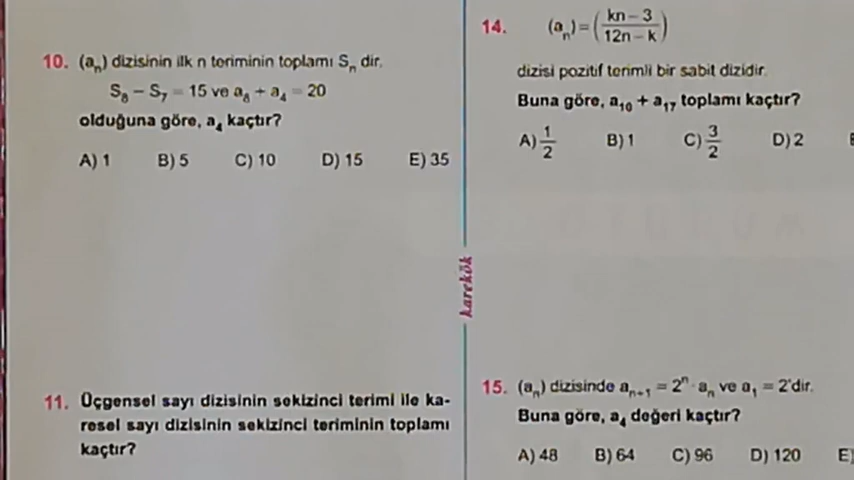 10. (aₙ) dizisinin ilk n teriminin toplamı Sₙ dir.
S₈ − S₇ = 15 ve a₈ + a₄ = 20
olduğuna göre, a₄ kaçtır?
A) 1 B) 5 C) 10 D) 15 E) 35
11. Üçgensel sayı dizisinin sekizinci terimi ile ka-
resel sayı dizisinin sekizinci teriminin toplamı
kaçtır?
karekök
14. (aₙ) = (kn − 3 / 12n − k)
dizisi pozitif terimli bir sabit dizidir.
Buna göre, a₁₀ + a₁₇ toplamı kaçtır?
A) 1/2 B) 1 C) 3/2 D) 2
15. (aₙ) dizisinde aₙ₊₁ = 2ⁿ · aₙ ve a₁ = 2'dir.
Buna göre, a₄ değeri kaçtır?
A) 48 B) 64 C) 96 D) 120 E)